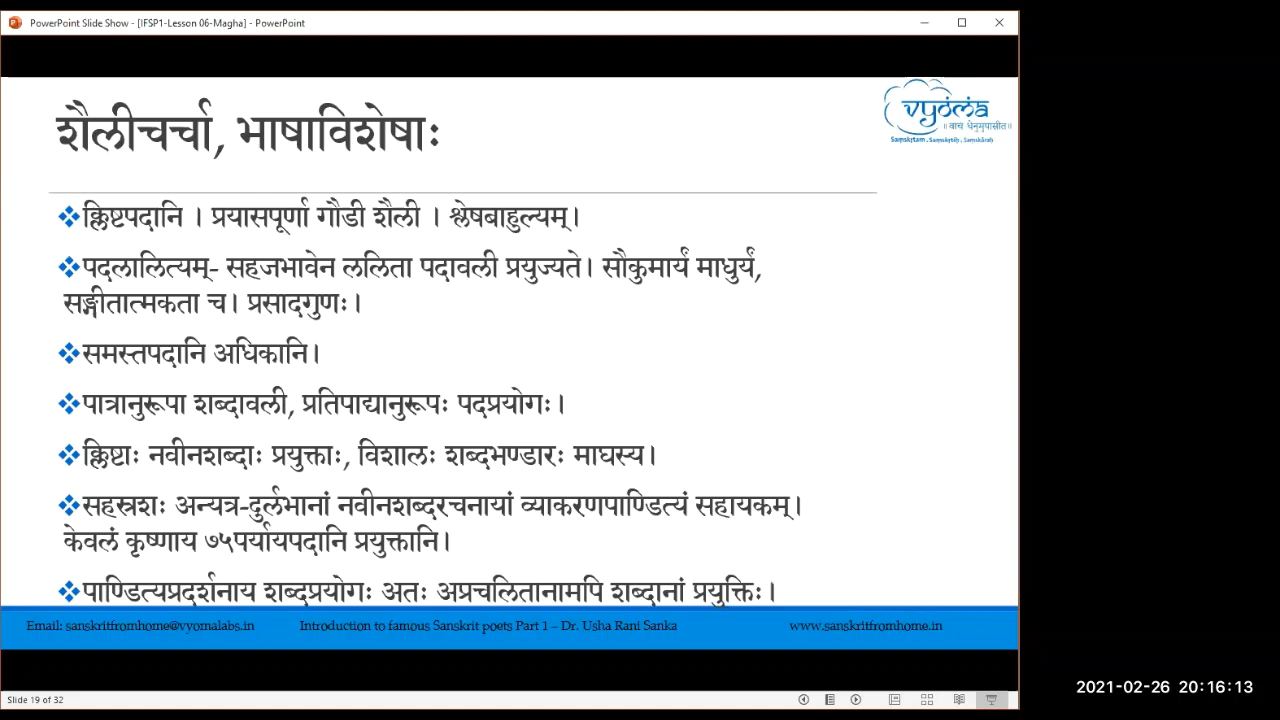 PowerPoint Slide Show - [IFSP1-Lesson 06-Magha] - PowerPoint
शैलीचर्चा, भाषाविशेषाः
vyoma
॥ वाचं धेनुमुपासीत॥
Saṃskṛtam . Saṃskṛtiḥ . Saṃskāraḥ
❖क्लिष्टपदानि । प्रयासपूर्णा गौडी शैली । श्लेषबाहुल्यम्।
❖पदलालित्यम्- सहजभावेन ललिता पदावली प्रयुज्यते। सौकुमार्यं माधुर्यं,
सङ्गीतात्मकता च। प्रसादगुणः।
❖समस्तपदानि अधिकानि।
❖पात्रानुरूपा शब्दावली, प्रतिपाद्यानुरूपः पदप्रयोगः।
❖क्लिष्टाः नवीनशब्दाः प्रयुक्ताः, विशालः शब्दभण्डारः माघस्य।
❖सहस्रशः अन्यत्र-दुर्लभानां नवीनशब्दरचनायां व्याकरणपाण्डित्यं सहायकम्।
केवलं कृष्णाय ७५पर्यायपदानि प्रयुक्तानि।
❖पाण्डित्यप्रदर्शनाय शब्दप्रयोगः अतः अप्रचलितानामपि शब्दानां प्रयुक्तिः।
Email: sanskritfromhome@vyomalabs.in Introduction to famous Sanskrit poets Part 1 – Dr. Usha Rani Sanka www.sanskritfromhome.in
Slide 19 of 32
2021-02-26 20:16:13